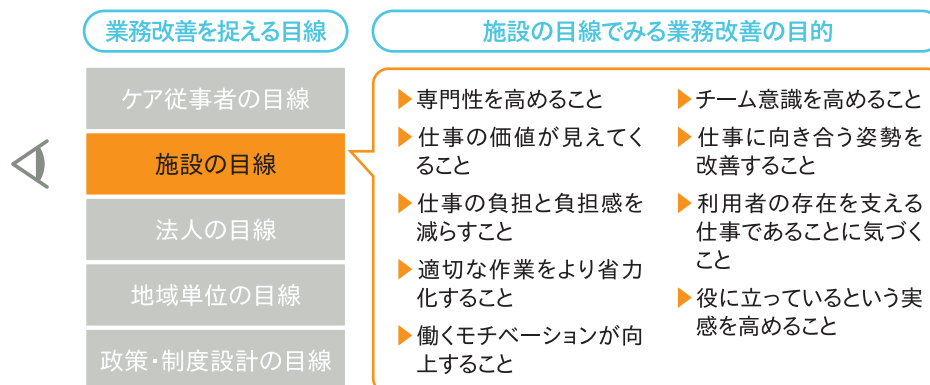 業務改善を捉える目線
ケア従事者の目線
施設の目線
法人の目線
地域単位の目線
政策・制度設計の目線
施設の目線でみる業務改善の目的
▶専門性を高めること
▶仕事の価値が見えてく
ること
▶仕事の負担と負担感を
減らすこと
▶適切な作業をより省力
化すること
▶働くモチベーションが向
上すること
▶チーム意識を高めること
▶仕事に向き合う姿勢を
改善すること
▶利用者の存在を支える
仕事であることに気づく
こと
▶役に立っているという実
感を高めること